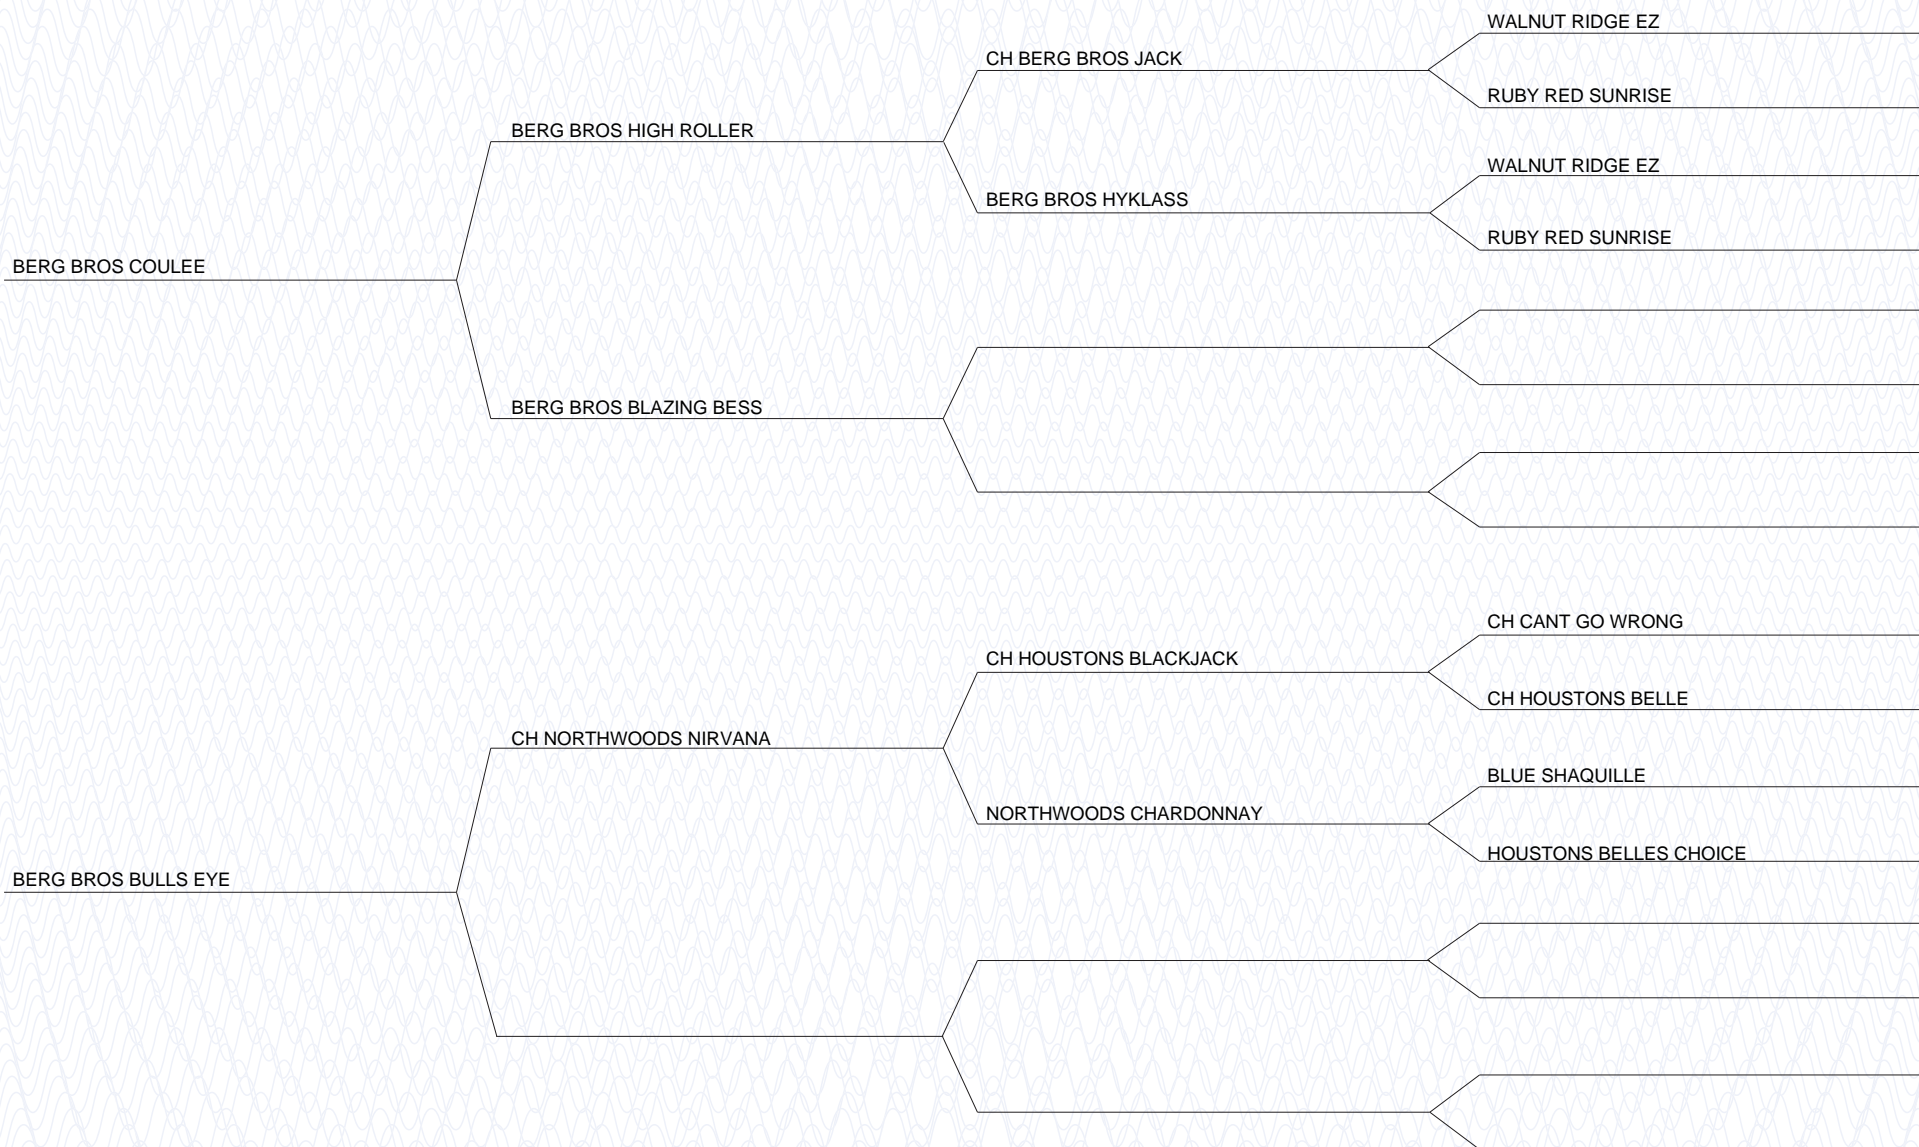 WALNUT RIDGE EZ
CH BERG BROS JACK
RUBY RED SUNRISE
BERG BROS HIGH ROLLER
WALNUT RIDGE EZ
BERG BROS HYKLASS
RUBY RED SUNRISE
BERG BROS COULEE
BERG BROS BLAZING BESS
CH CANT GO WRONG
CH HOUSTONS BLACKJACK
CH HOUSTONS BELLE
CH NORTHWOODS NIRVANA
BLUE SHAQUILLE
NORTHWOODS CHARDONNAY
HOUSTONS BELLES CHOICE
BERG BROS BULLS EYE